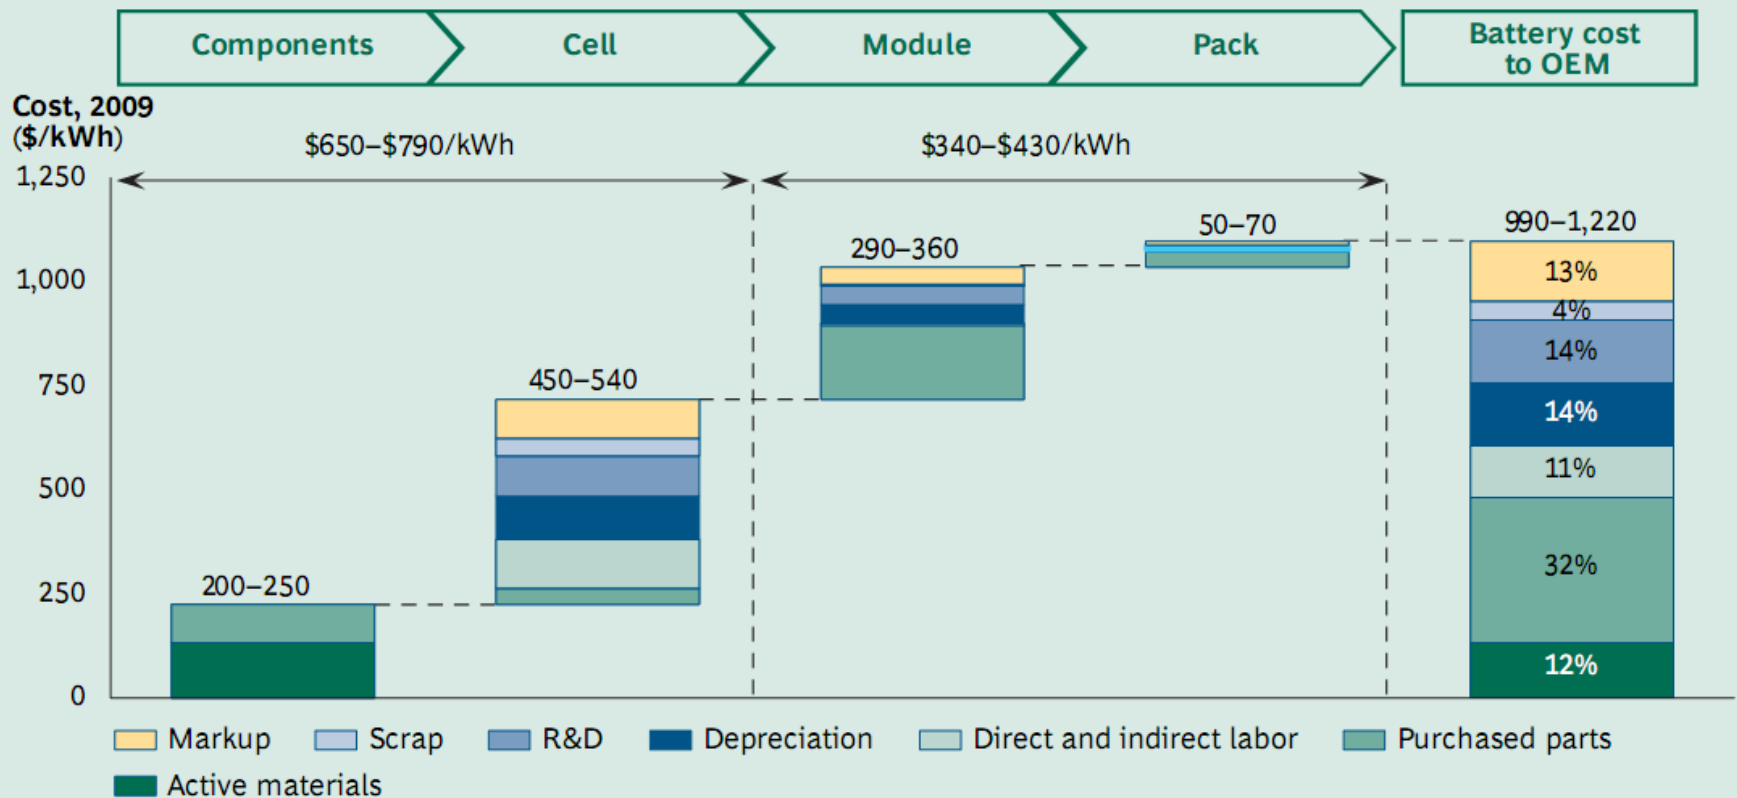 Components
Cell
Module
Pack
Battery cost
to OEM
Cost, 2009
($/kWh)
$650–$790/kWh
$340–$430/kWh
1,250
1,000
750
500
250
0
200–250
450–540
290–360
50–70
990–1,220
13%
4%
14%
14%
11%
32%
12%
Markup
Scrap
R&D
Depreciation
Direct and indirect labor
Purchased parts
Active materials